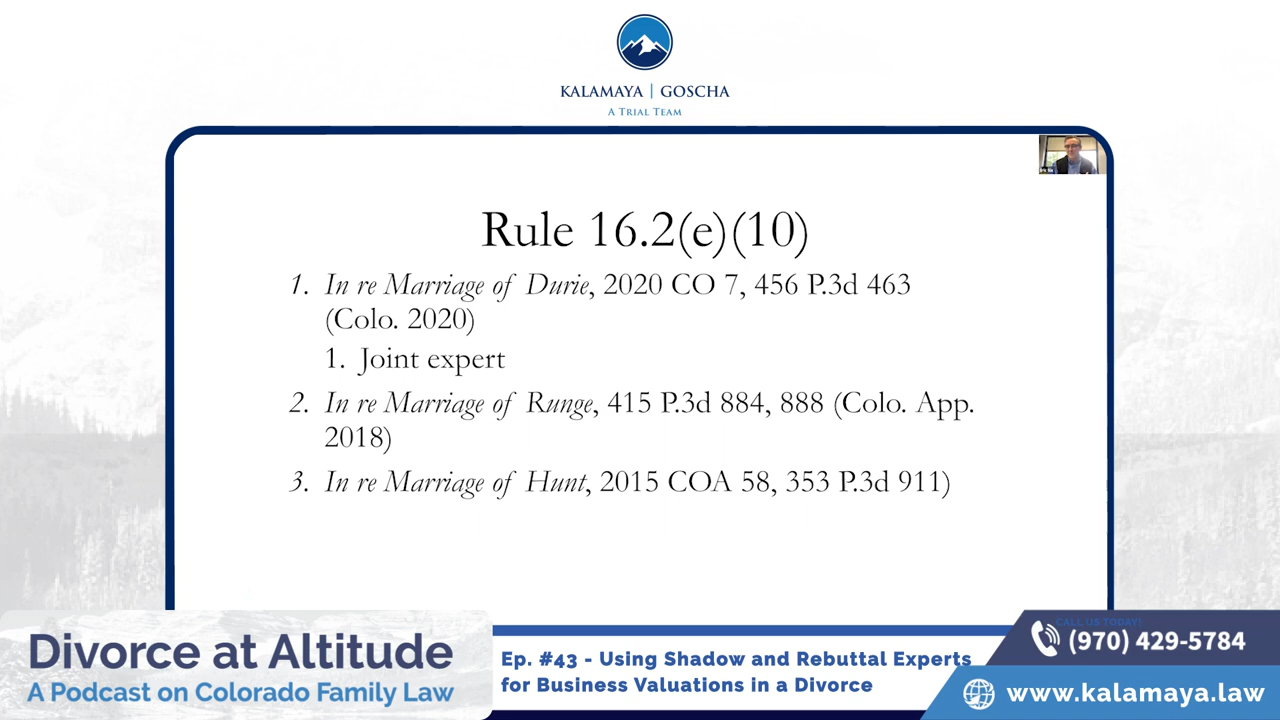 KALAMAYA | GOSCHA
A TRIAL TEAM
Rule 16.2(e)(10)
1. In re Marriage of Durie, 2020 CO 7, 456 P.3d 463
(Colo. 2020)
1. Joint expert
2. In re Marriage of Runge, 415 P.3d 884, 888 (Colo. App.
2018)
3. In re Marriage of Hunt, 2015 COA 58, 353 P.3d 911)
Divorce at Altitude
A Podcast on Colorado Family Law
Ep. #43 - Using Shadow and Rebuttal Experts
for Business Valuations in a Divorce
CALL US TODAY!
(970) 429-5784
www.kalamaya.law